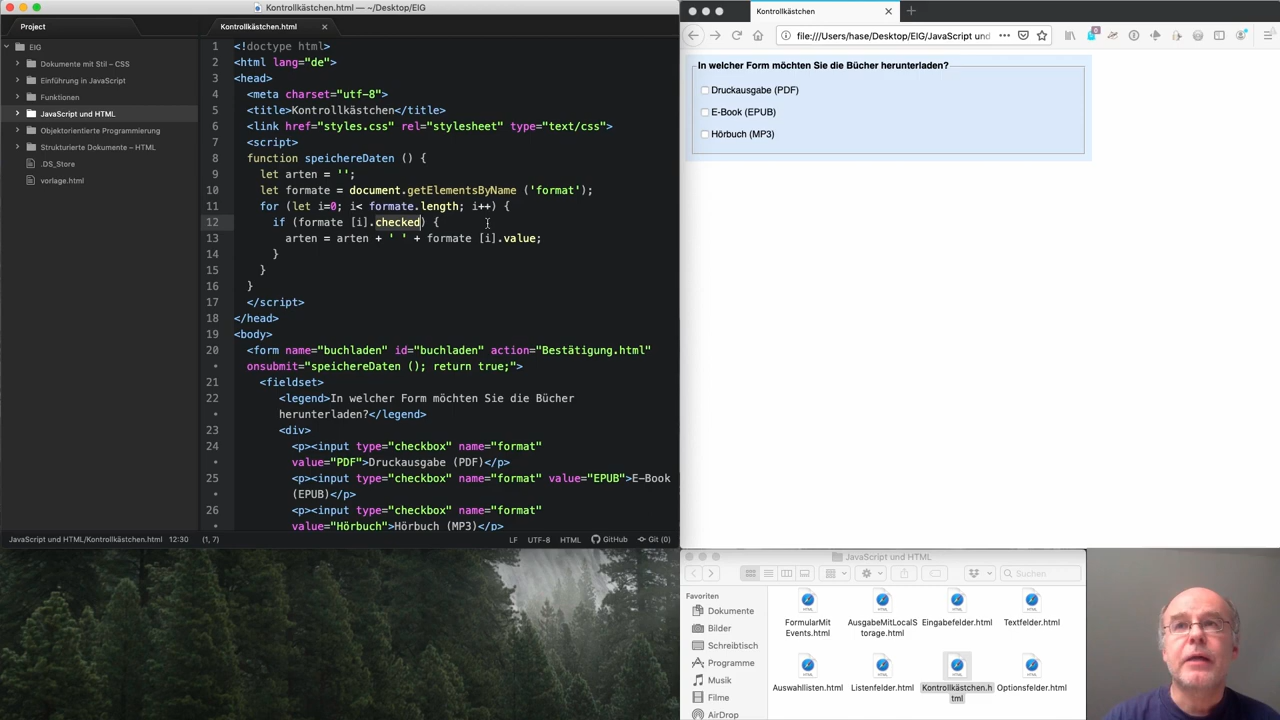 Kontrollkästchen.html — ~/Desktop/EIG
Project
Kontrollkästchen.html
EIG
Dokumente mit Stil – CSS
Einführung in JavaScript
Funktionen
JavaScript und HTML
Objektorientierte Programmierung
Strukturierte Dokumente – HTML
.DS_Store
vorlage.html
1 <!doctype html>
2 <html lang="de">
3 <head>
4 <meta charset="utf-8">
5 <title>Kontrollkästchen</title>
6 <link href="styles.css" rel="stylesheet" type="text/css">
7 <script>
8 function speichereDaten () {
9 let arten = '';
10 let formate = document.getElementsByName ('format');
11 for (let i=0; i< formate.length; i++) {
12 if (formate [i].checked) {
13 arten = arten + ' ' + formate [i].value;
14 }
15 }
16 }
17 </script>
18 </head>
19 <body>
20 <form name="buchladen" id="buchladen" action="Bestätigung.html"
• onsubmit="speichereDaten (); return true;">
21 <fieldset>
22 <legend>In welcher Form möchten Sie die Bücher
• herunterladen?</legend>
23 <div>
24 <p><input type="checkbox" name="format"
• value="PDF">Druckausgabe (PDF)</p>
25 <p><input type="checkbox" name="format" value="EPUB">E-Book
• (EPUB)</p>
26 <p><input type="checkbox" name="format"
• value="Hörbuch">Hörbuch (MP3)</p>
JavaScript und HTML/Kontrollkästchen.html 12:30 (1, 7) LF UTF-8 HTML GitHub Git (0)
Kontrollkästchen
file:///Users/hase/Desktop/EIG/JavaScript und
6
In welcher Form möchten Sie die Bücher herunterladen?
Druckausgabe (PDF)
E-Book (EPUB)
Hörbuch (MP3)
JavaScript und HTML
Suchen
Favoriten
Dokumente
Bilder
Schreibtisch
Programme
Musik
Filme
AirDrop
FormularMit
Events.html
AusgabeMitLocalS
torage.html
Eingabefelder.html
Textfelder.html
Auswahllisten.html
Listenfelder.html
Kontrollkästchen.h
tml
Optionsfelder.html